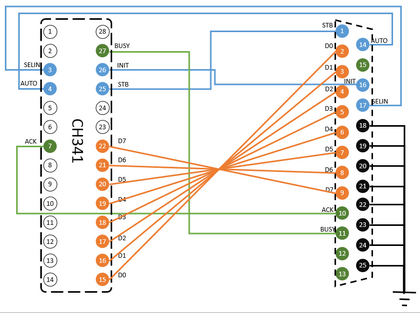 1 28 STB 1
2 27 BUSY D0 2 14 AUTO
SELIN 3 26 INIT D1 3 15
AUTO 4 25 STB D2 4 INIT 16
5 24 D3 5 17 SELIN
6 23 D4 6 18
ACK 7 22 D7 D5 7 19
8 21 D6 D6 8 20
9 20 D5 D7 9 21
10 19 D4 ACK 10 22
11 18 D3 BUSY 11 23
12 17 D2 12 24
13 16 D1 13 25
14 15 D0
CH341